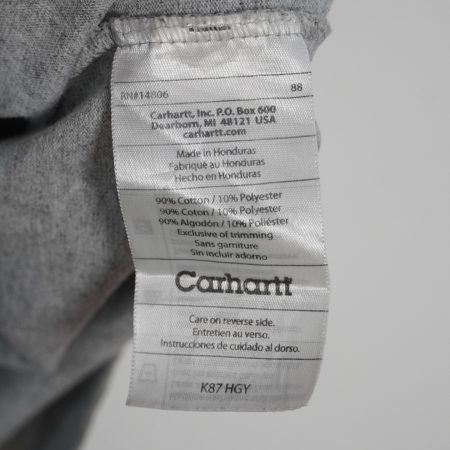 RN#14806 88
Carhartt, Inc. P.O. Box 600
Dearborn, MI 48121 USA
carhartt.com
Made in Honduras
Fabriqué au Honduras
Hecho en Honduras
90% Cotton / 10% Polyester
90% Coton / 10% Polyester
90% Algodón / 10% Poliéster
Exclusive of trimming
Sans garniture
Sin incluir adorno
Carhartt
Care on reverse side.
Entretien au verso.
Instrucciones de cuidado al dorso.
K87 HGY